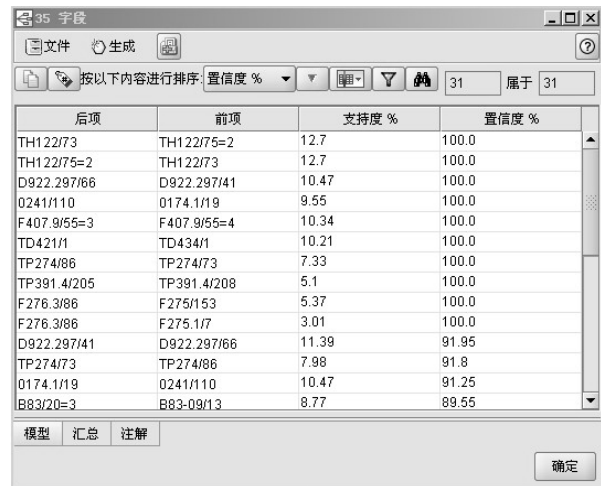 35 字段
文件 生成
按以下内容进行排序: 置信度 % 31 属于 31
后项 前项 支持度 % 置信度 %
TH122/73 TH122/75=2 12.7 100.0
TH122/75=2 TH122/73 12.7 100.0
D922.297/66 D922.297/41 10.47 100.0
0241/110 0174.1/19 9.55 100.0
F407.9/55=3 F407.9/55=4 10.34 100.0
TD421/1 TD434/1 10.21 100.0
TP274/86 TP274/73 7.33 100.0
TP391.4/205 TP391.4/208 5.1 100.0
F276.3/86 F275/153 5.37 100.0
F276.3/86 F275.1/7 3.01 100.0
D922.297/41 D922.297/66 11.39 91.95
TP274/73 TP274/86 7.98 91.8
0174.1/19 0241/110 10.47 91.25
B83/20=3 B83-09/13 8.77 89.55
模型 汇总 注解
确定